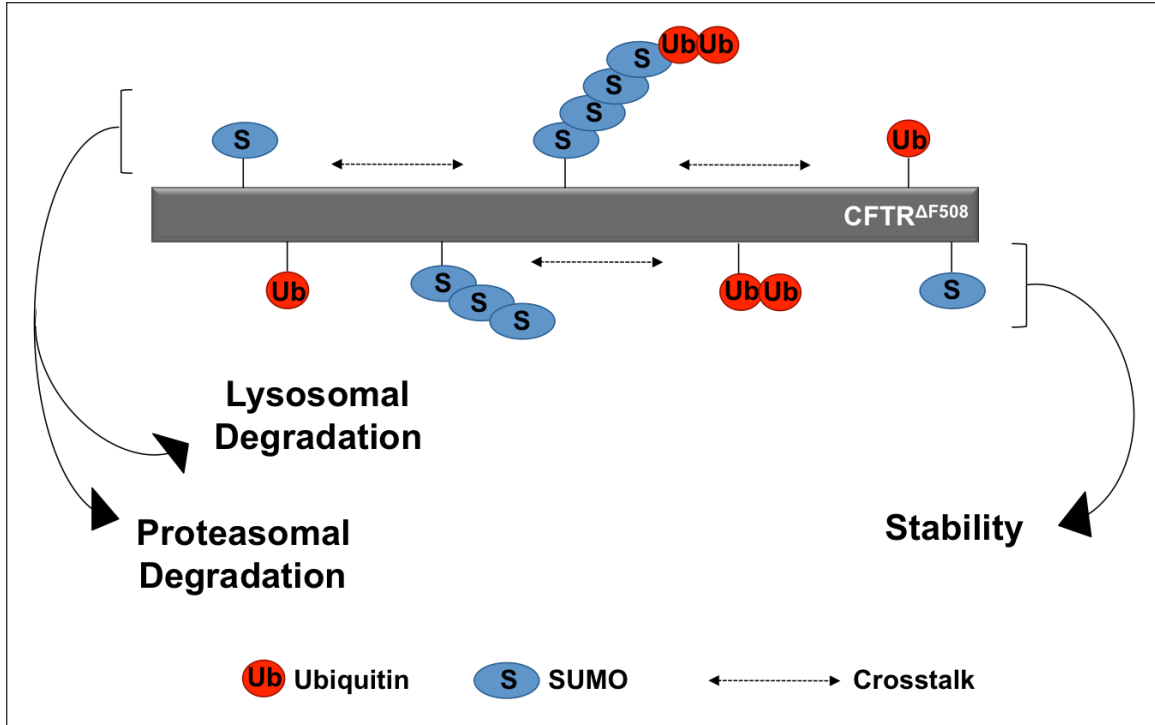 Ub Ub
S
S
S
S
S
Ub
CFTRΔF508
Ub
S
S
S
Ub Ub
S
Lysosomal
Degradation
Proteasomal
Degradation
Stability
Ub Ubiquitin S SUMO Crosstalk